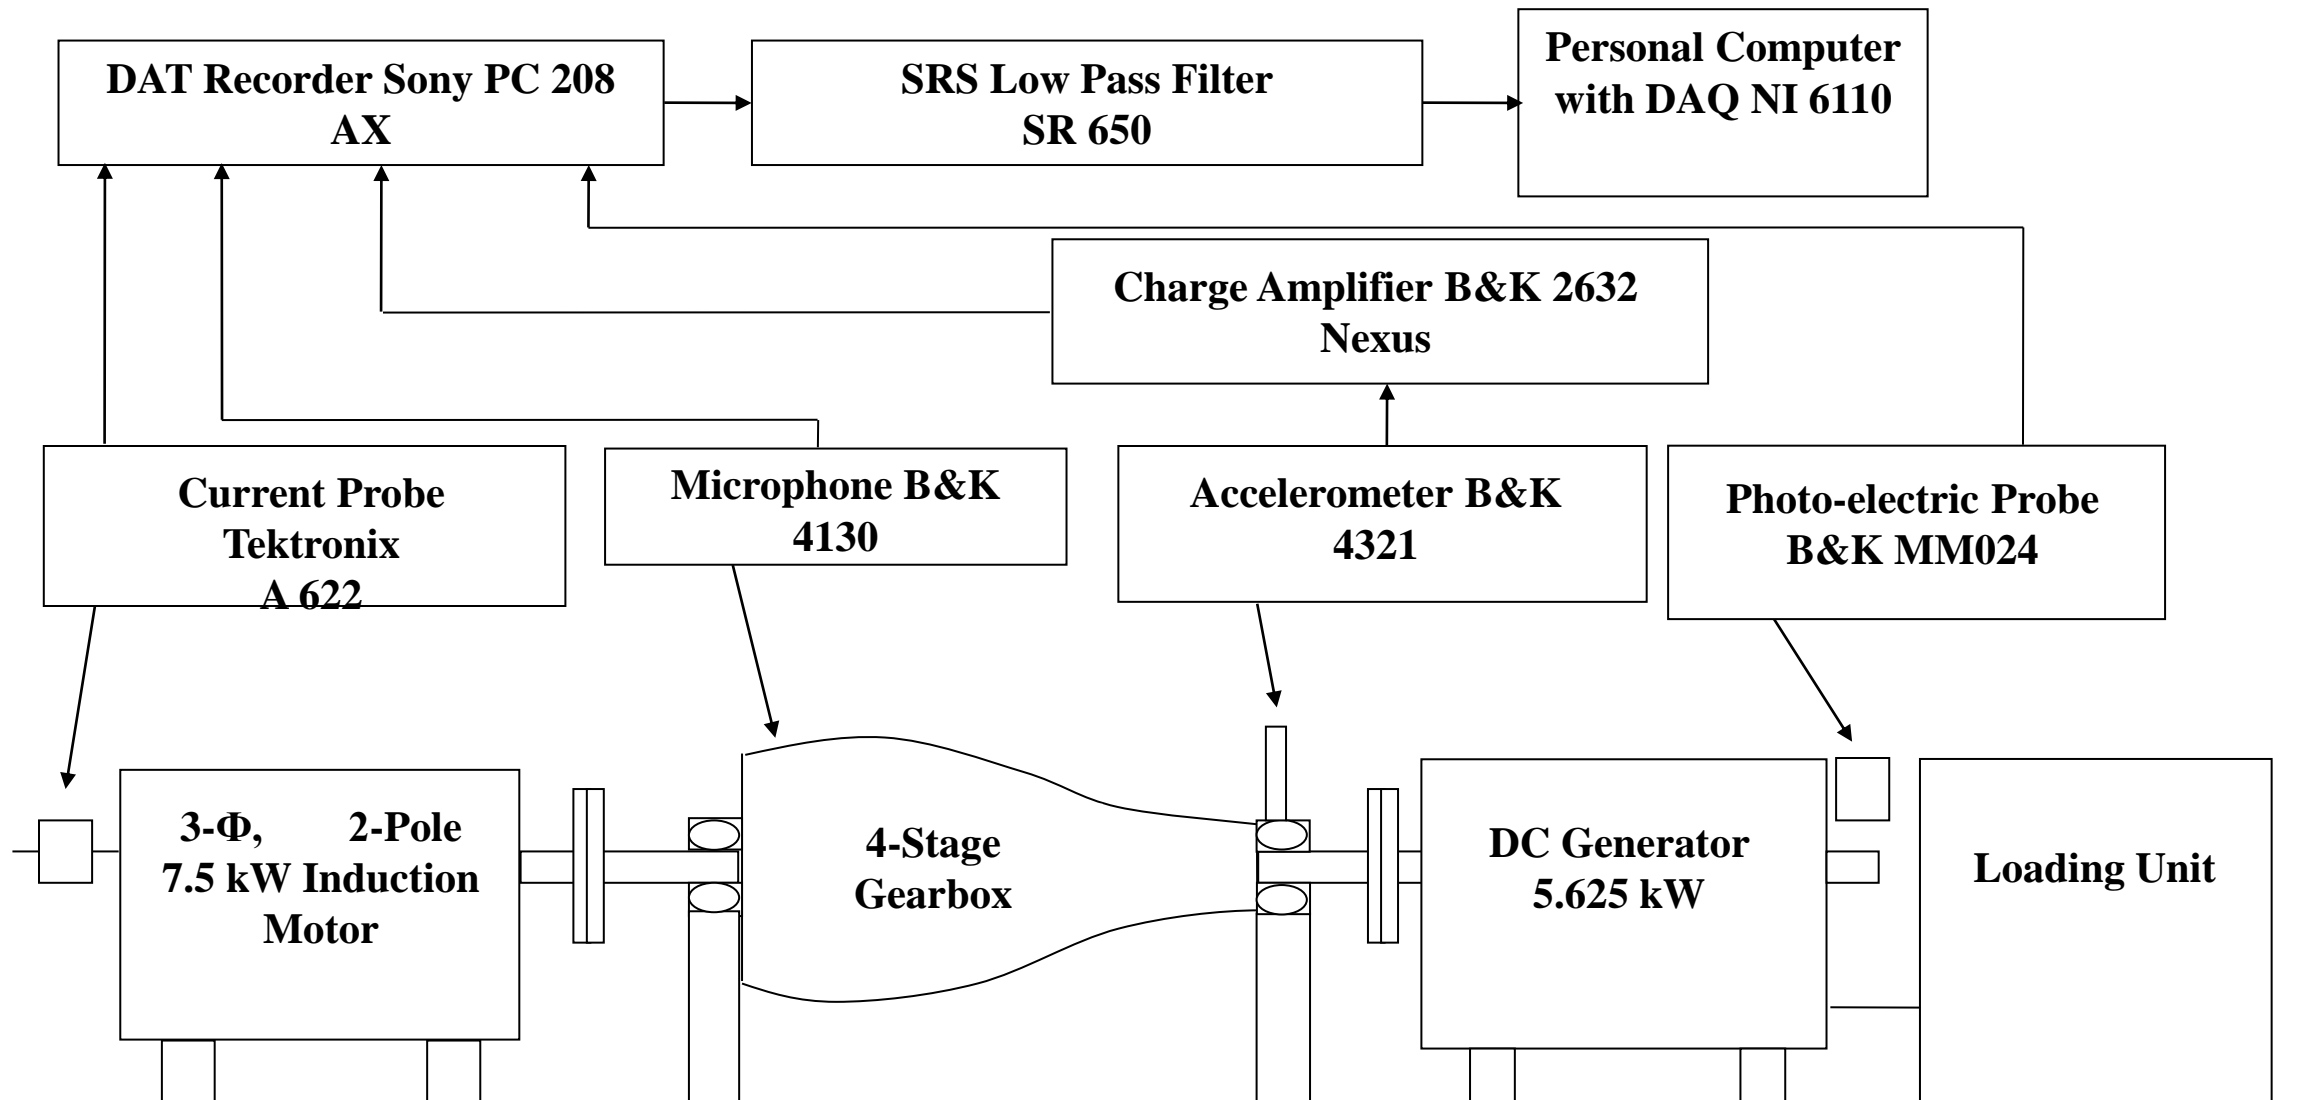 DAT Recorder Sony PC 208
AX
SRS Low Pass Filter
SR 650
Personal Computer
with DAQ NI 6110
Charge Amplifier B&K 2632
Nexus
Current Probe
Tektronix
A 622
Microphone B&K
4130
Accelerometer B&K
4321
Photo-electric Probe
B&K MM024
3-Φ, 2-Pole
7.5 kW Induction
Motor
4-Stage
Gearbox
DC Generator
5.625 kW
Loading Unit